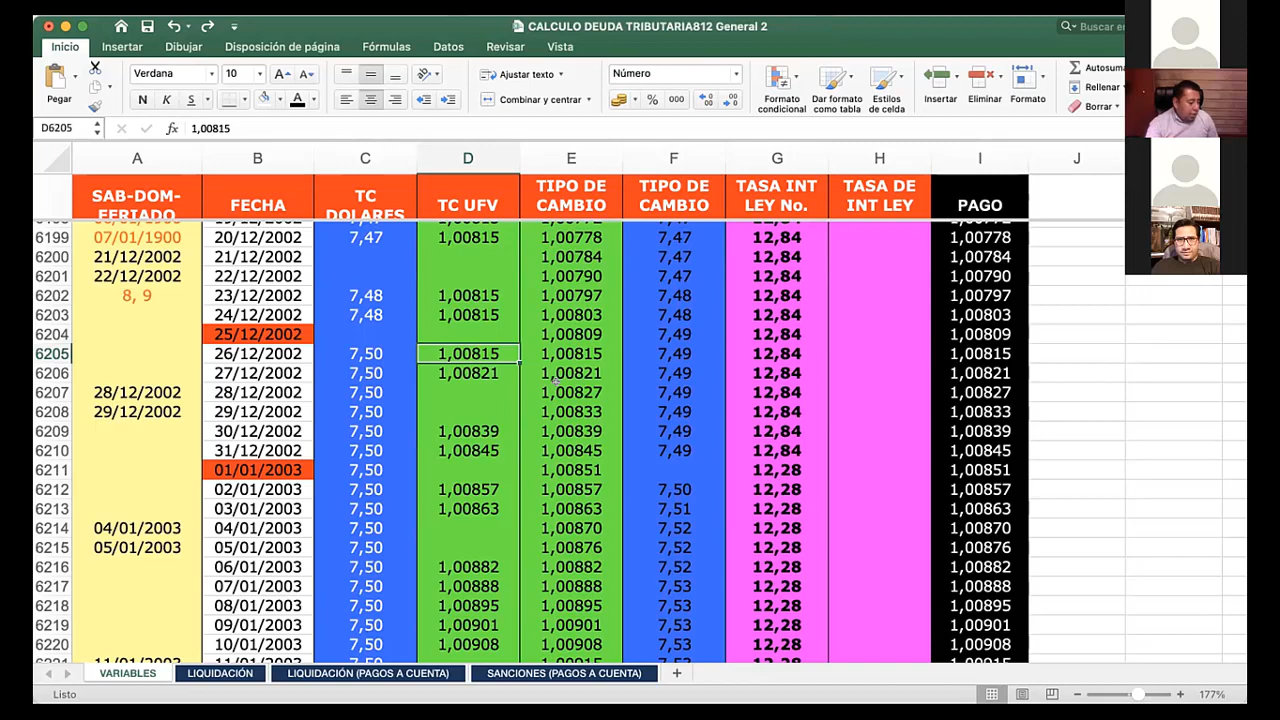 CALCULO DEUDA TRIBUTARIA812 General 2
Buscar en
Inicio Insertar Dibujar Disposición de página Fórmulas Datos Revisar Vista
Pegar
Verdana 10
N K S
Ajustar texto
Combinar y centrar
Número
% 000
Formato condicional
Dar formato como tabla
Estilos de celda
Insertar
Eliminar
Formato
Autosuma
Rellenar
Borrar
D6205 fx 1,00815
A B C D E F G H I J
SAB-DOM-FERIADO FECHA TC DOLARES TC UFV TIPO DE CAMBIO TIPO DE CAMBIO TASA INT LEY No. TASA DE INT LEY PAGO
6199 07/01/1900 20/12/2002 7,47 1,00815 1,00778 7,47 12,84 1,00778
6200 21/12/2002 21/12/2002 1,00784 7,47 12,84 1,00784
6201 22/12/2002 22/12/2002 1,00790 7,47 12,84 1,00790
6202 8, 9 23/12/2002 7,48 1,00815 1,00797 7,48 12,84 1,00797
6203 24/12/2002 7,48 1,00815 1,00803 7,48 12,84 1,00803
6204 25/12/2002 1,00809 7,49 12,84 1,00809
6205 26/12/2002 7,50 1,00815 1,00815 7,49 12,84 1,00815
6206 27/12/2002 7,50 1,00821 1,00821 7,49 12,84 1,00821
6207 28/12/2002 28/12/2002 7,50 1,00827 7,49 12,84 1,00827
6208 29/12/2002 29/12/2002 7,50 1,00833 7,49 12,84 1,00833
6209 30/12/2002 7,50 1,00839 1,00839 7,49 12,84 1,00839
6210 31/12/2002 7,50 1,00845 1,00845 7,49 12,84 1,00845
6211 01/01/2003 7,50 1,00851 12,28 1,00851
6212 02/01/2003 7,50 1,00857 1,00857 7,50 12,28 1,00857
6213 03/01/2003 7,50 1,00863 1,00863 7,51 12,28 1,00863
6214 04/01/2003 04/01/2003 7,50 1,00870 7,52 12,28 1,00870
6215 05/01/2003 05/01/2003 7,50 1,00876 7,52 12,28 1,00876
6216 06/01/2003 7,50 1,00882 1,00882 7,52 12,28 1,00882
6217 07/01/2003 7,50 1,00888 1,00888 7,53 12,28 1,00888
6218 08/01/2003 7,50 1,00895 1,00895 7,53 12,28 1,00895
6219 09/01/2003 7,50 1,00901 1,00901 7,53 12,28 1,00901
6220 10/01/2003 7,50 1,00908 1,00908 7,53 12,28 1,00908
VARIABLES LIQUIDACIÓN LIQUIDACIÓN (PAGOS A CUENTA) SANCIONES (PAGOS A CUENTA)
Listo 177%